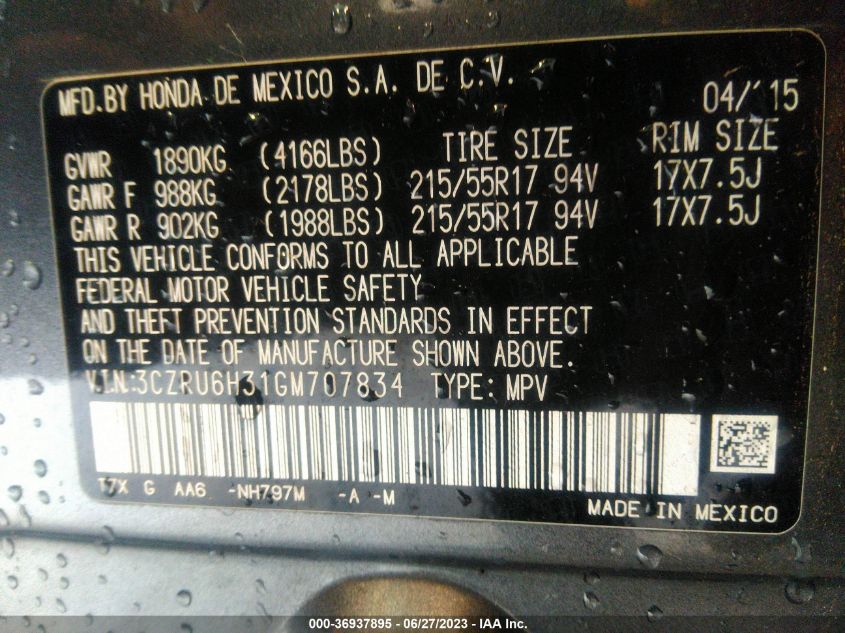 MFD.BY HONDA DE MEXICO S.A. DE C.V. 04/'15
GVWR 1890KG (4166LBS) TIRE SIZE RIM SIZE
GAWR F 988KG (2178LBS) 215/55R17 94V 17X7.5J
GAWR R 902KG (1988LBS) 215/55R17 94V 17X7.5J
THIS VEHICLE CONFORMS TO ALL APPLICABLE
FEDERAL MOTOR VEHICLE SAFETY
AND THEFT PREVENTION STANDARDS IN EFFECT
ON THE DATE OF MANUFACTURE SHOWN ABOVE.
V.I.N:3CZRU6H31GM707834 TYPE: MPV
T7X G AA6 -NH797M -A -M
MADE IN MEXICO
000-36937895 - 06/27/2023 - IAA Inc.